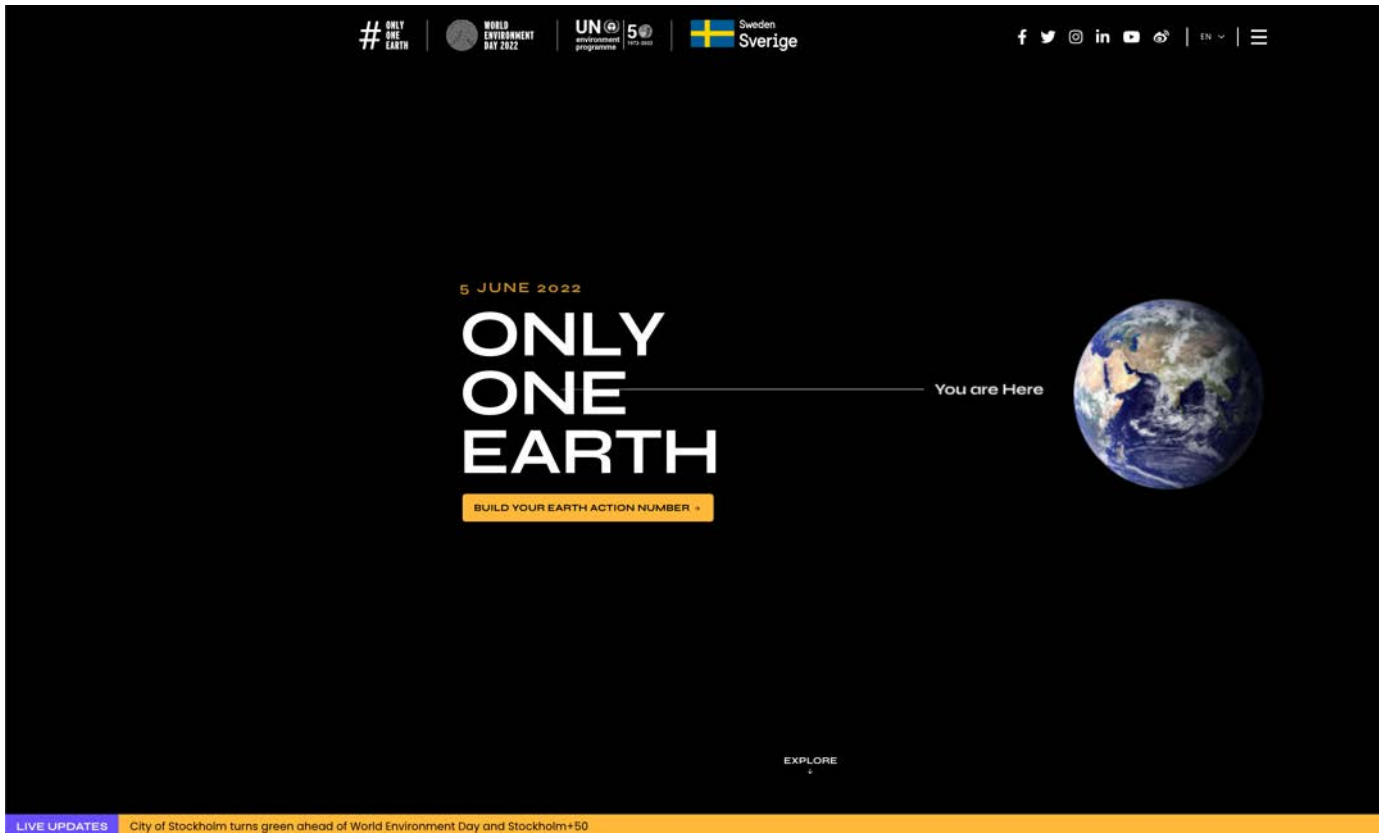 # ONLY
ONE
EARTH
WORLD
ENVIRONMENT
DAY 2022
UN
environment
programme
50
1972-2022
Sweden
Sverige
EN
5 JUNE 2022
ONLY
ONE
EARTH
You are Here
BUILD YOUR EARTH ACTION NUMBER →
EXPLORE
↓
LIVE UPDATES City of Stockholm turns green ahead of World Environment Day and Stockholm+50